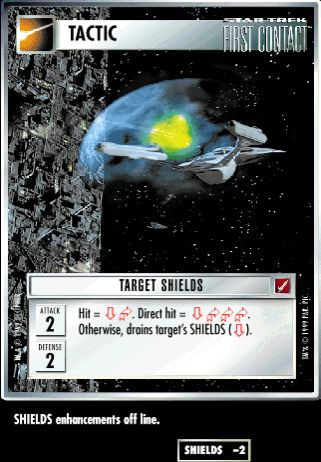 TACTIC
STAR TREK
FIRST CONTACT
TARGET SHIELDS
ATTACK
2
Hit = . Direct hit = .
Otherwise, drains target's SHIELDS ( ).
DEFENSE
2
SHIELDS enhancements off line.
SHIELDS -2